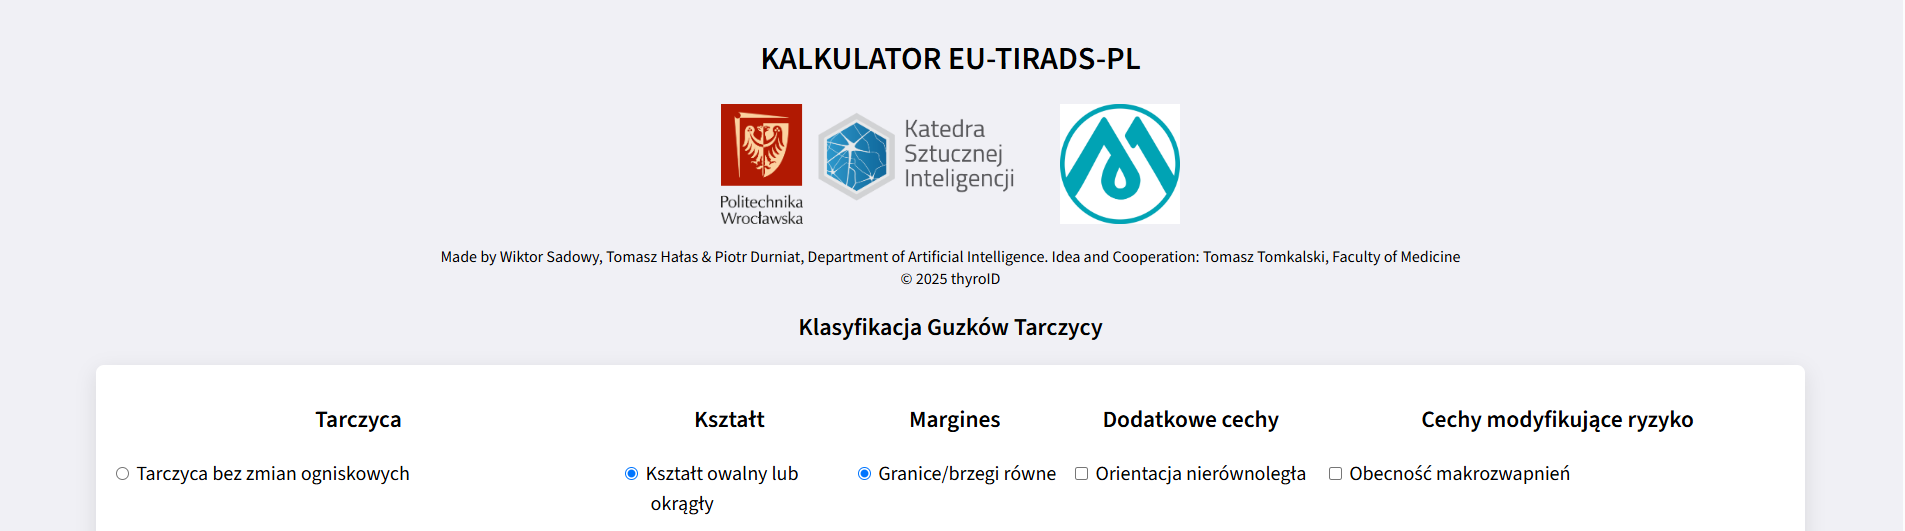 KALKULATOR EU-TIRADS-PL
Politechnika
Wrocławska
Katedra
Sztucznej
Inteligencji
Made by Wiktor Sadowy, Tomasz Hałas & Piotr Durniat, Department of Artificial Intelligence. Idea and Cooperation: Tomasz Tomkalski, Faculty of Medicine
© 2025 thyroID
Klasyfikacja Guzków Tarczycy
Tarczyca
Kształt
Margines
Dodatkowe cechy
Cechy modyfikujące ryzyko
Tarczyca bez zmian ogniskowych
Kształt owalny lub
okrągły
Granice/brzegi równe
Orientacja nierównoległa
Obecność makrozwapnień